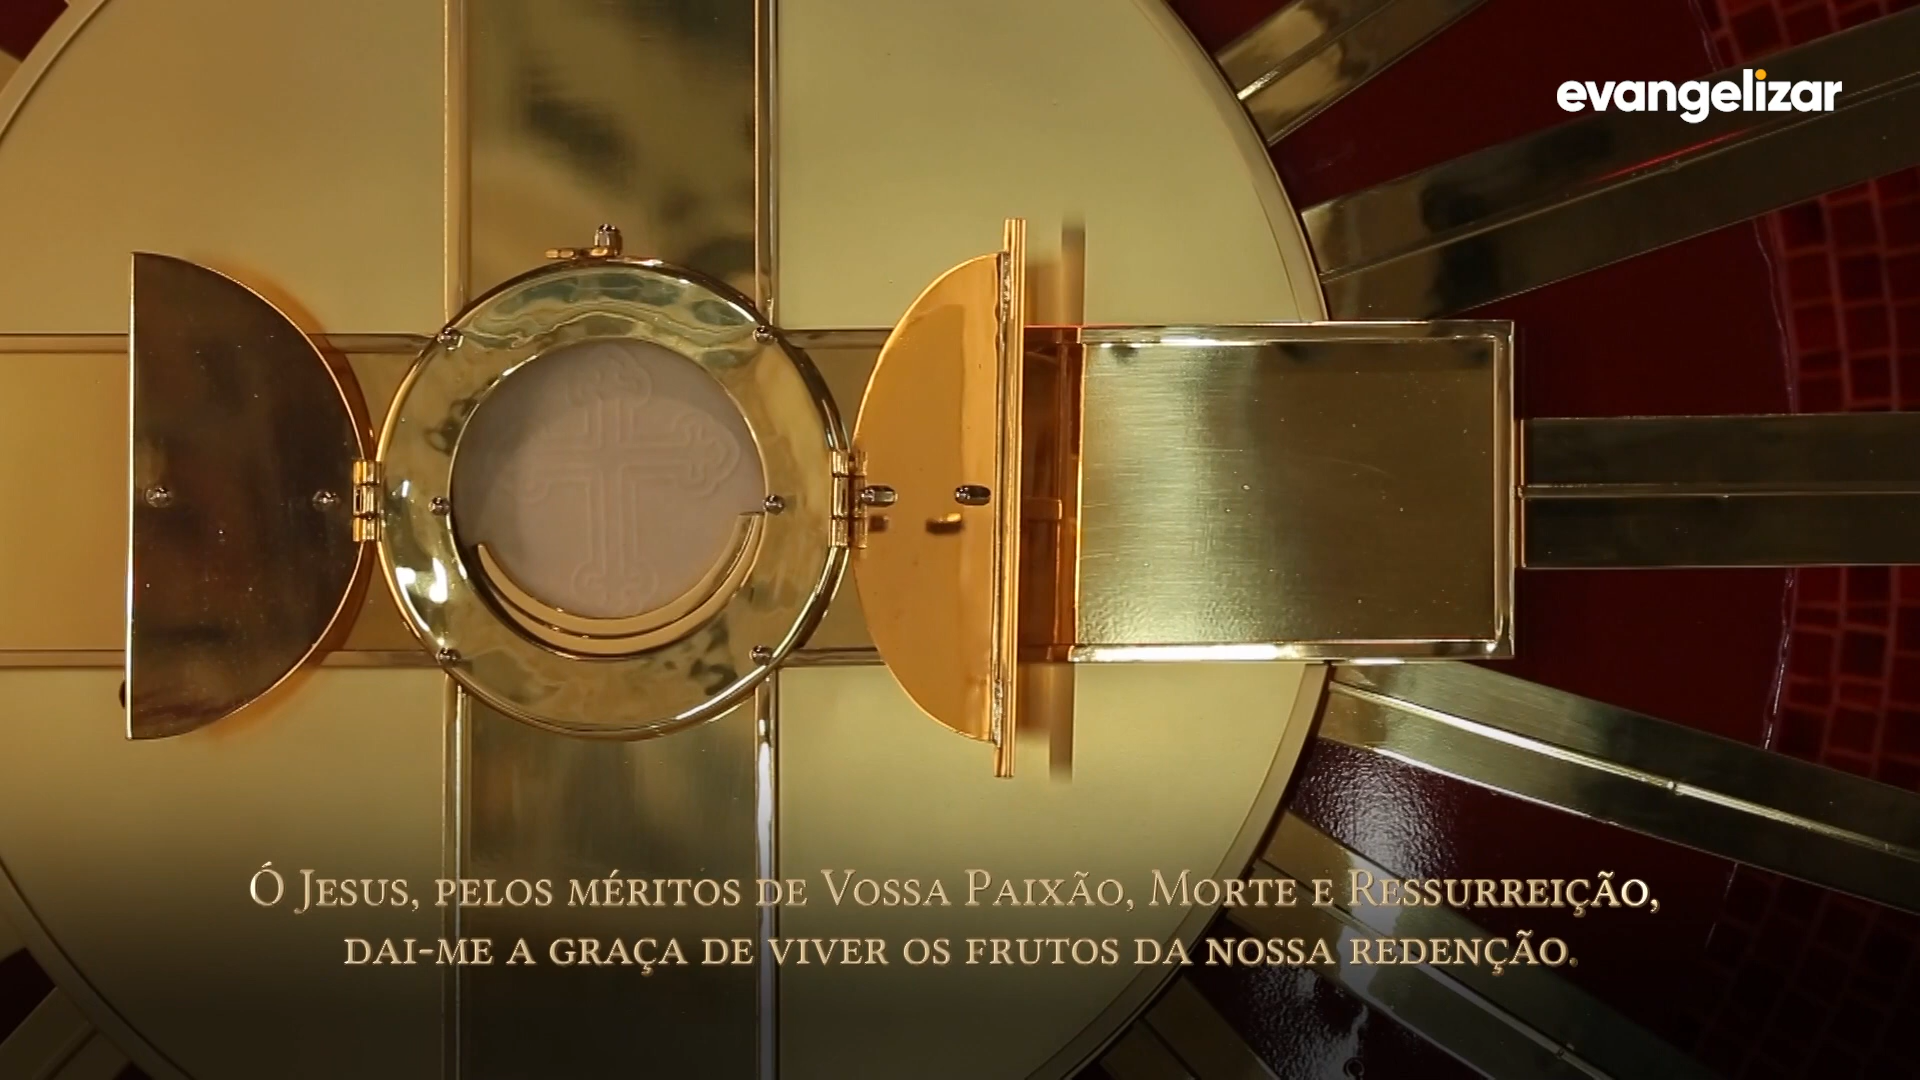 evangelizar
Ó Jesus, pelos méritos de Vossa Paixão, Morte e Ressurreição,
dai-me a graça de viver os frutos da nossa redenção.